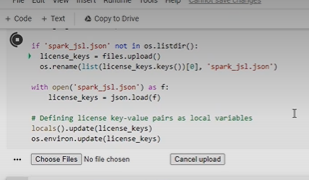 File Edit View Insert Runtime Tools Help Cannot save changes
+ Code + Text Copy to Drive
if 'spark_jsl.json' not in os.listdir():
license_keys = files.upload()
os.rename(list(license_keys.keys())[0], 'spark_jsl.json')
with open('spark_jsl.json') as f:
license_keys = json.load(f)
# Defining license key-value pairs as local variables
locals().update(license_keys)
os.environ.update(license_keys)
... Choose Files No file chosen Cancel upload